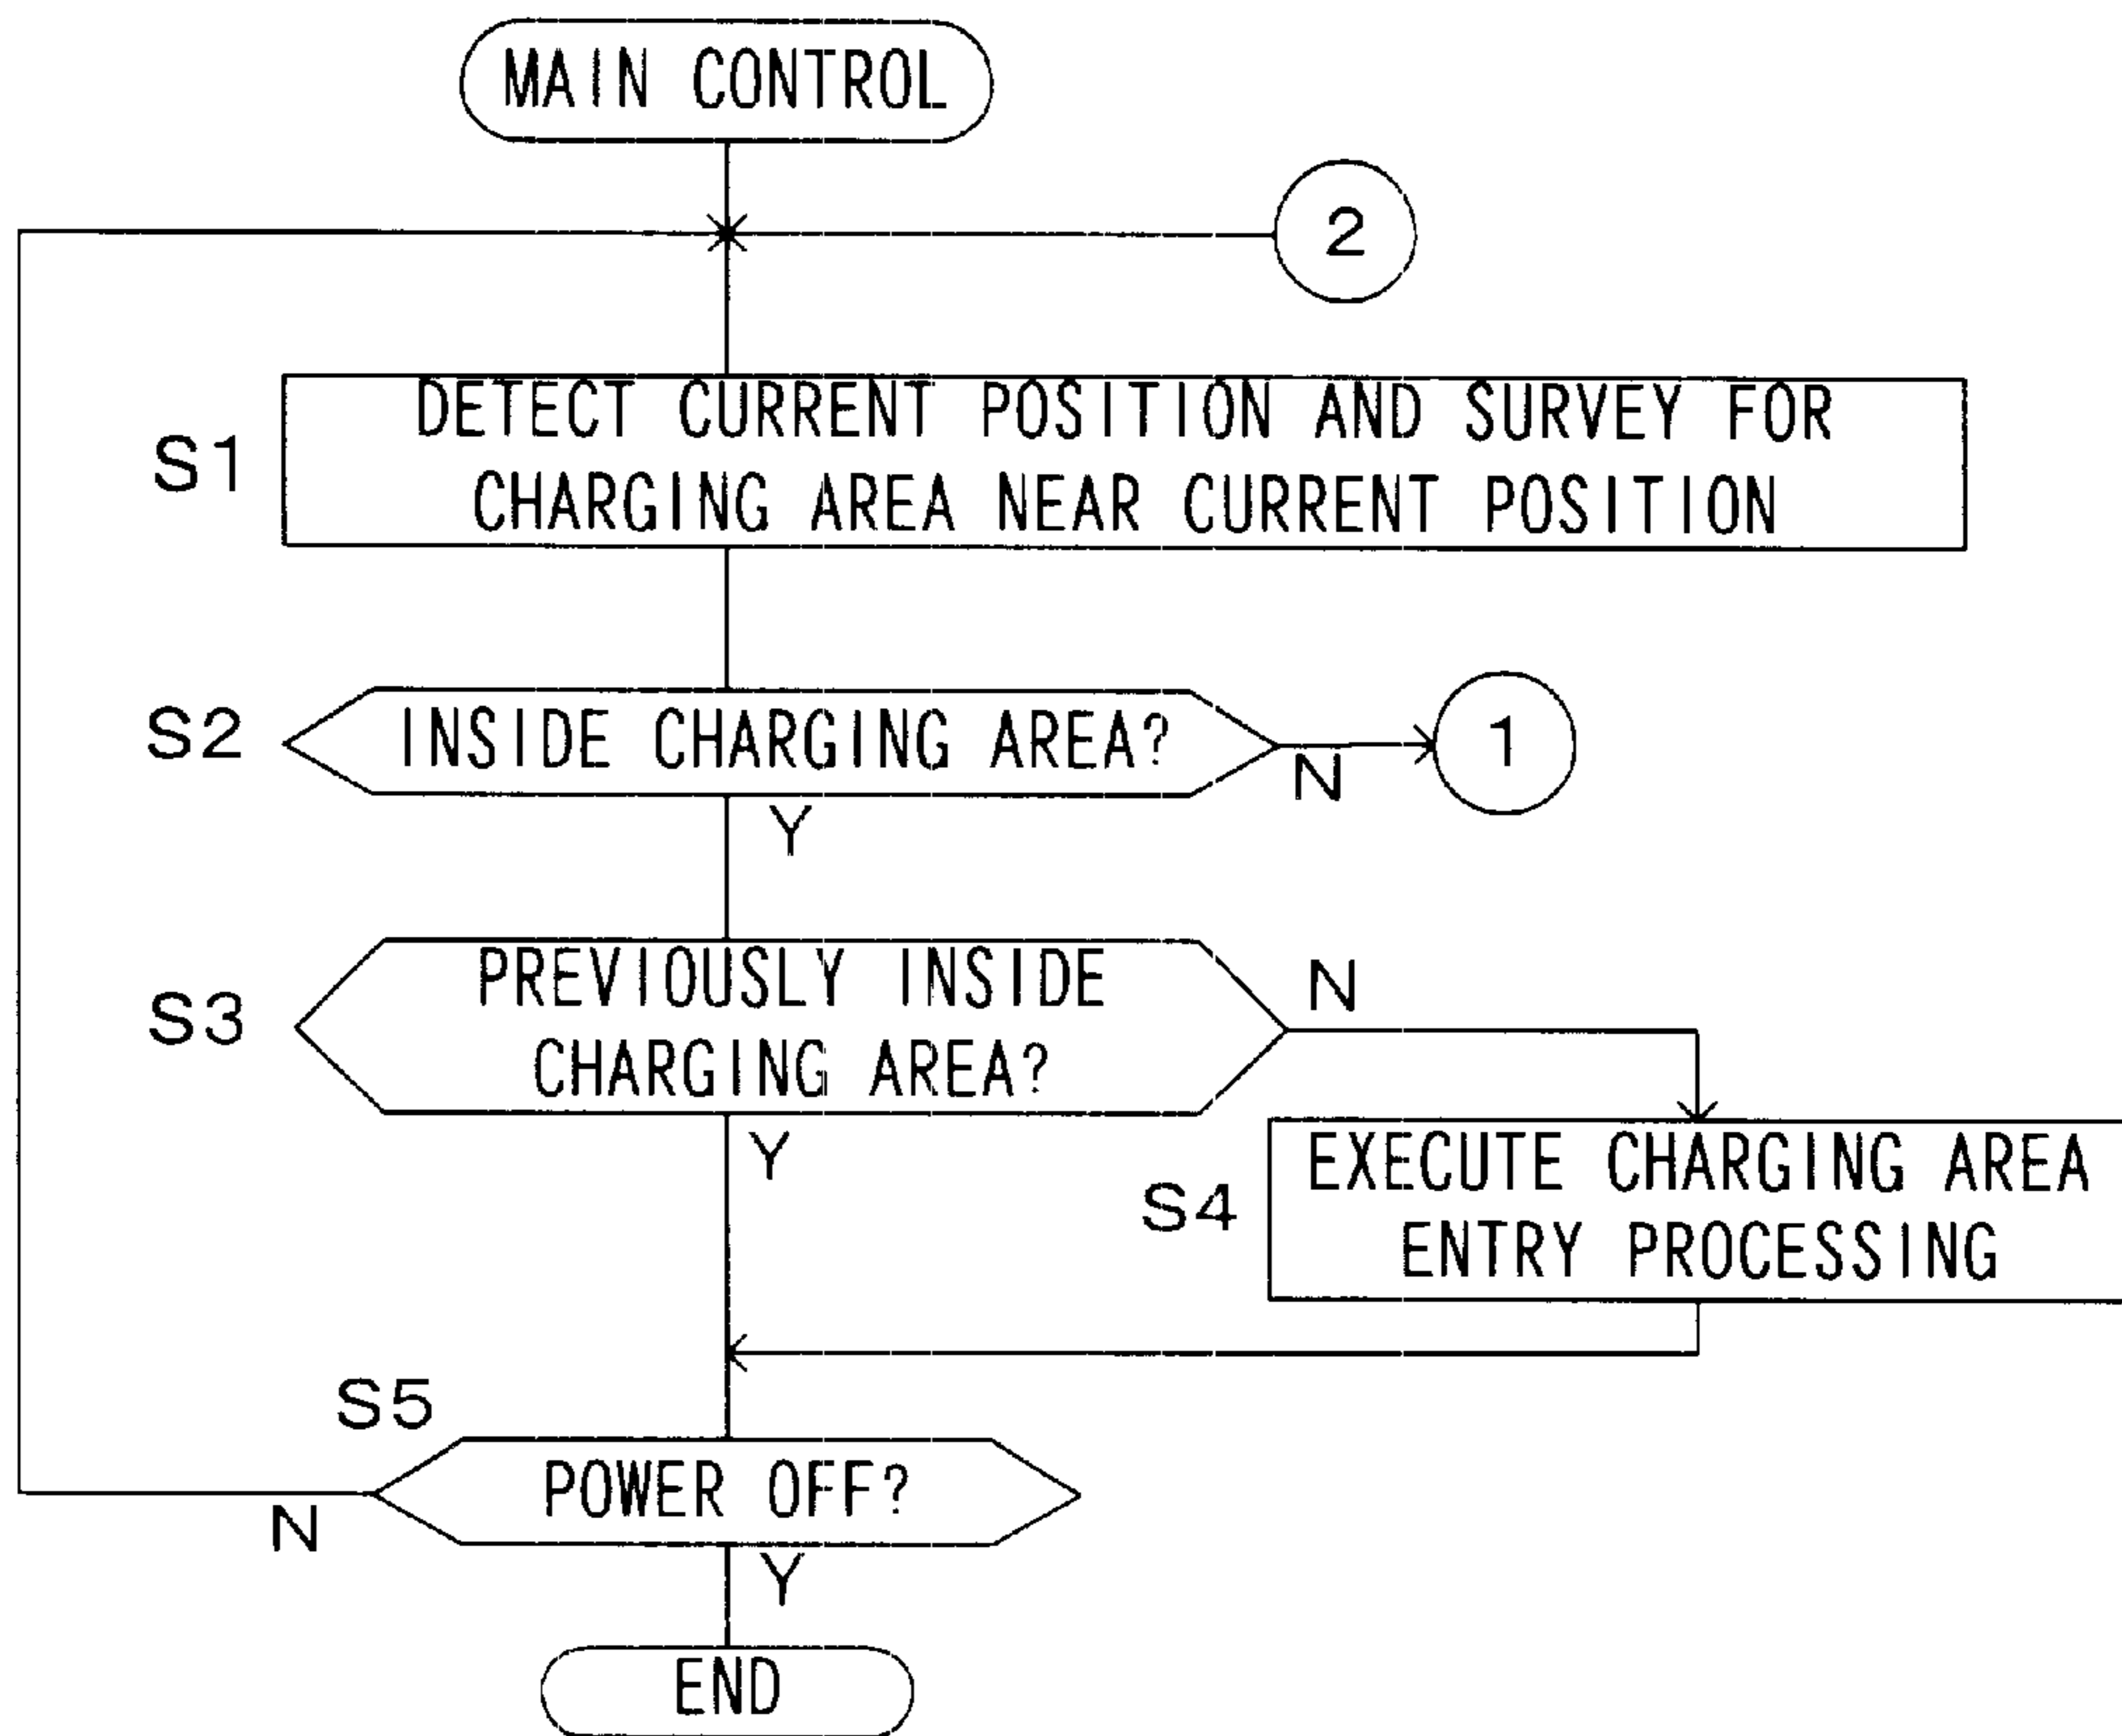 MAIN CONTROL
2
S1
DETECT CURRENT POSITION AND SURVEY FOR
CHARGING AREA NEAR CURRENT POSITION
S2
INSIDE CHARGING AREA?
N
1
Y
S3
PREVIOUSLY INSIDE
CHARGING AREA?
N
Y
S4
EXECUTE CHARGING AREA
ENTRY PROCESSING
S5
POWER OFF?
N
Y
END